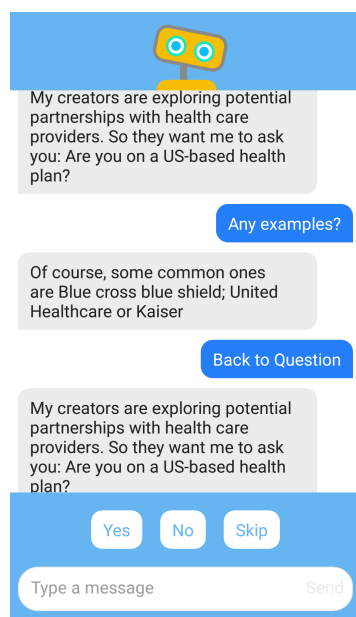 My creators are exploring potential
partnerships with health care
providers. So they want me to ask
you: Are you on a US-based health
plan?
Any examples?
Of course, some common ones
are Blue cross blue shield; United
Healthcare or Kaiser
Back to Question
My creators are exploring potential
partnerships with health care
providers. So they want me to ask
you: Are you on a US-based health
plan?
Yes No Skip
Type a message Send